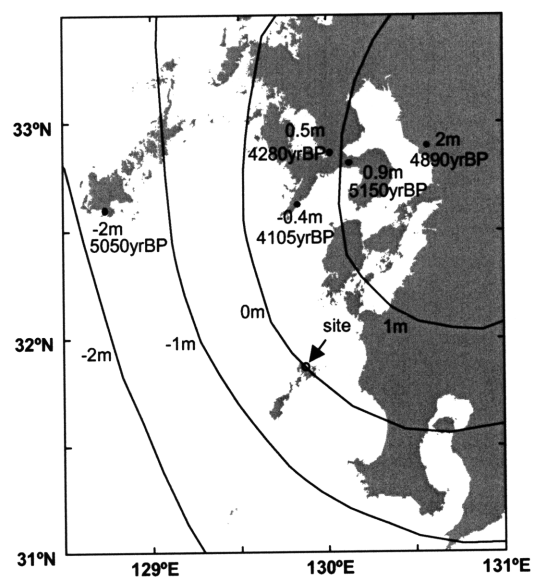 33ºN
0.5m
4280yrBP
2m
4890yrBP
0.9m
5150yrBP
-2m
5050yrBP
-0.4m
4105yrBP
0m
site
1m
32ºN
-1m
-2m
31ºN
129ºE
130ºE
131ºE